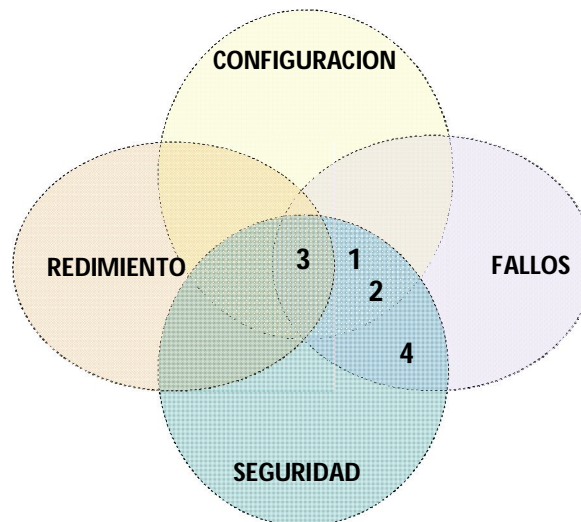 CONFIGURACION
REDIMIENTO
3
1
2
FALLOS
4
SEGURIDAD